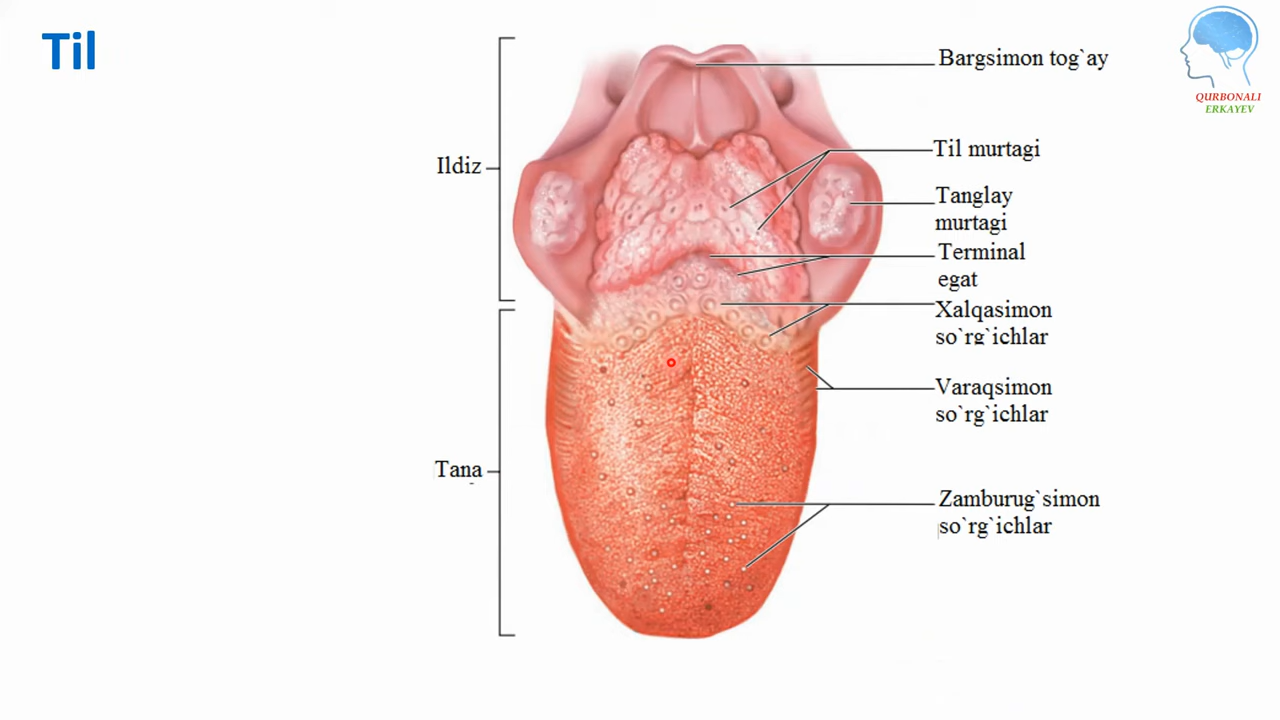 Til
QURBONALI
ERKAYEV
Bargsimon tog`ay
Til murtagi
Ildiz
Tanglay
murtagi
Terminal
egat
Xalqasimon
so`rg`ichlar
Varaqsimon
so`rg`ichlar
Tana
Zamburug`simon
so`rg`ichlar